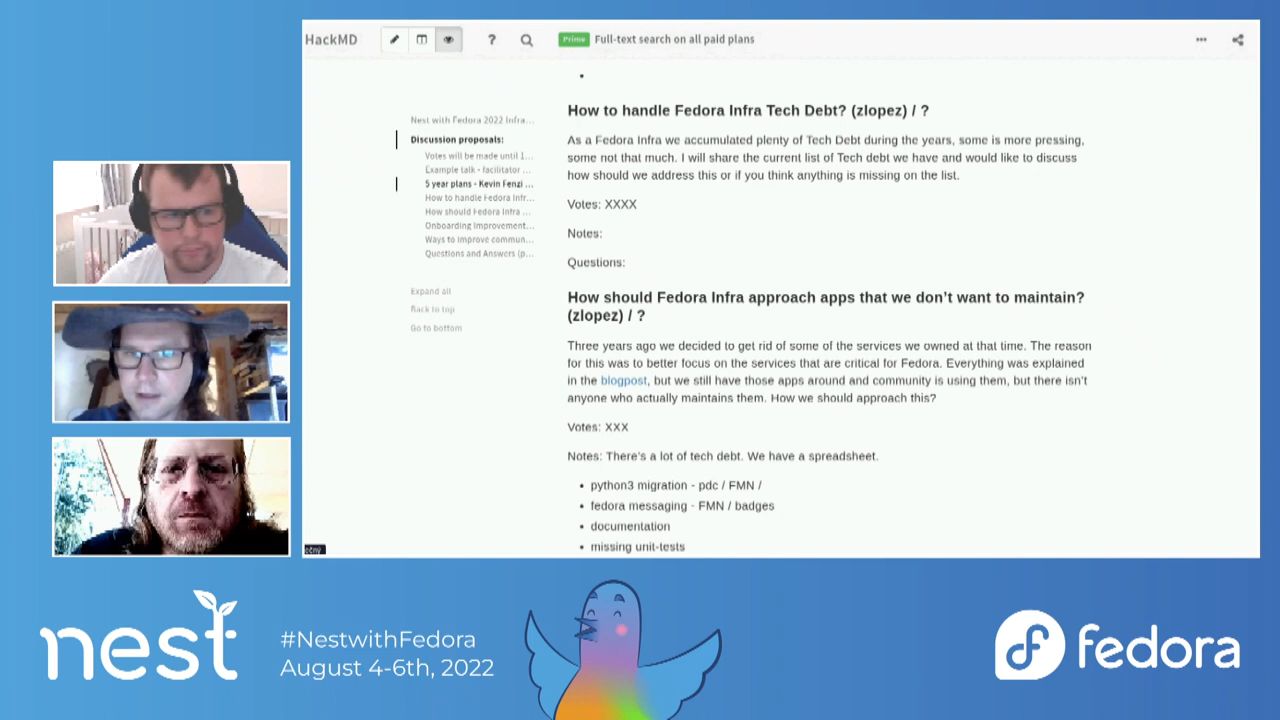 HackMD
?
Prime Full-text search on all paid plans
Nest with Fedora 2022 Infra...
Discussion proposals:
Votes will be made until 1...
Example talk - facilitator ...
5 year plans - Kevin Fenzi ...
How to handle Fedora Infr...
How should Fedora Infra ...
Onboarding Improvement...
Ways to improve commun...
Questions and Answers (p...
Expand all
Back to top
Go to bottom
How to handle Fedora Infra Tech Debt? (zlopez) / ?
As a Fedora Infra we accumulated plenty of Tech Debt during the years, some is more pressing,
some not that much. I will share the current list of Tech debt we have and would like to discuss
how should we address this or if you think anything is missing on the list.
Votes: XXXX
Notes:
Questions:
How should Fedora Infra approach apps that we don't want to maintain?
(zlopez) / ?
Three years ago we decided to get rid of some of the services we owned at that time. The reason
for this was to better focus on the services that are critical for Fedora. Everything was explained
in the blogpost, but we still have those apps around and community is using them, but there isn't
anyone who actually maintains them. How we should approach this?
Votes: XXX
Notes: There's a lot of tech debt. We have a spreadsheet.
• python3 migration - pdc / FMN /
• fedora messaging - FMN / badges
• documentation
• missing unit-tests
nest
#NestwithFedora
August 4-6th, 2022
fedora